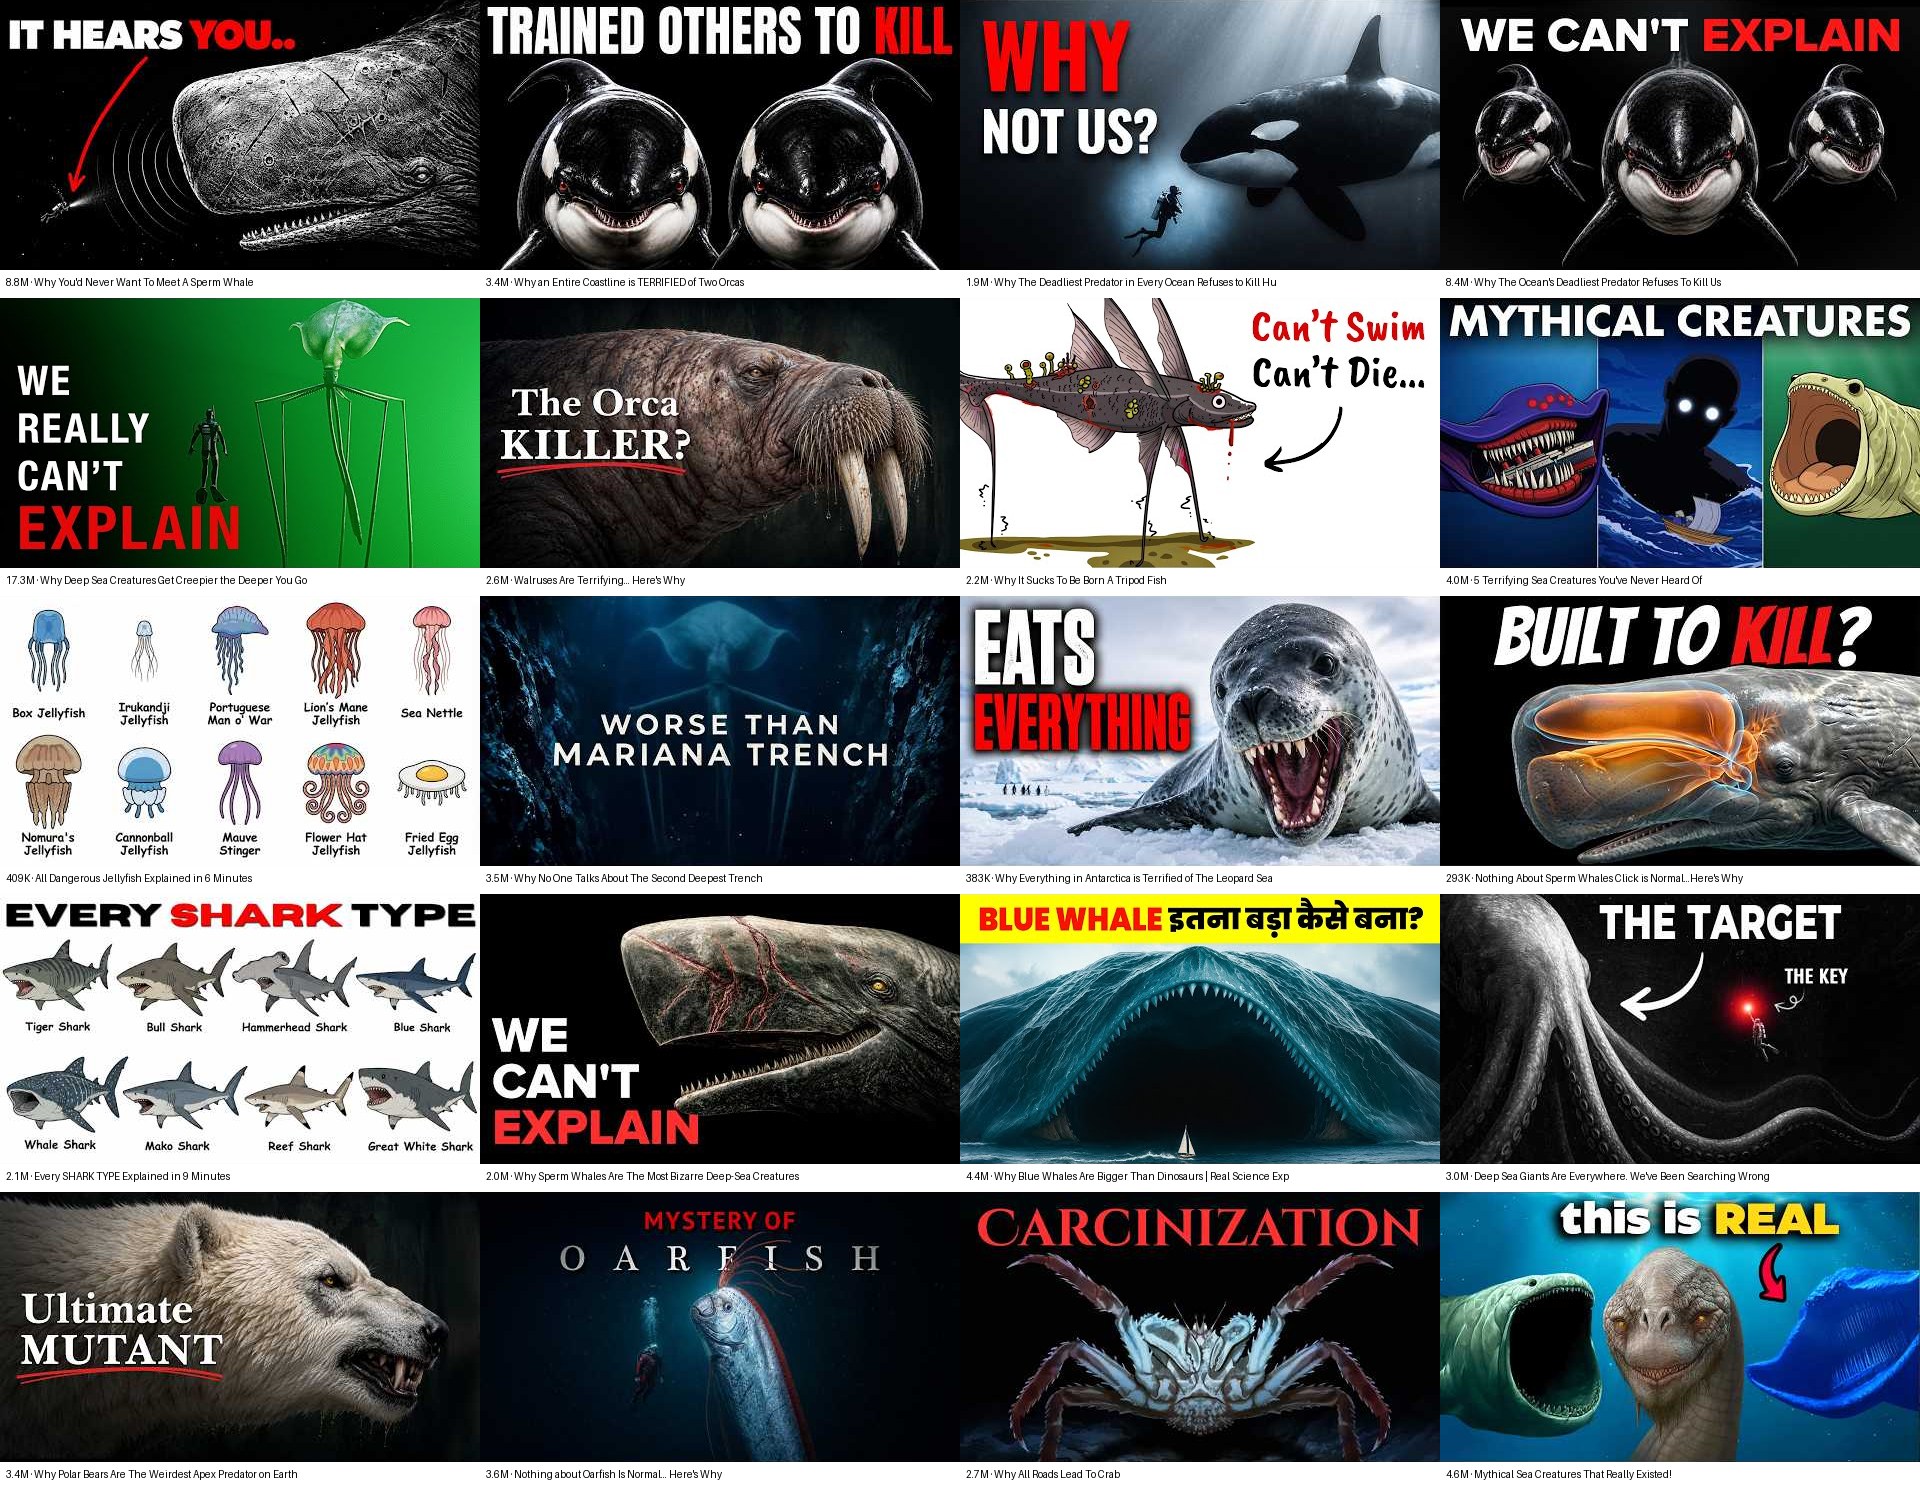 IT HEARS YOU..
8.8M · Why You'd Never Want To Meet A Sperm Whale
TRAINED OTHERS TO KILL
3.4M · Why an Entire Coastline is TERRIFIED of Two Orcas
WHY
NOT US?
1.9M · Why The Deadliest Predator in Every Ocean Refuses to Kill Hu
WE CAN'T EXPLAIN
8.4M · Why The Ocean's Deadliest Predator Refuses To Kill Us
WE
REALLY
CAN'T
EXPLAIN
17.3M · Why Deep Sea Creatures Get Creepier the Deeper You Go
The Orca
KILLER?
2.6M · Walruses Are Terrifying... Here's Why
Can't Swim
Can't Die...
2.2M · Why It Sucks To Be Born A Tripod Fish
MYTHICAL CREATURES
4.0M · 5 Terrifying Sea Creatures You've Never Heard Of
Box Jellyfish
Irukandji
Jellyfish
Portuguese
Man o' War
Lion's Mane
Jellyfish
Sea Nettle
Nomura's
Jellyfish
Cannonball
Jellyfish
Mauve
Stinger
Flower Hat
Jellyfish
Fried Egg
Jellyfish
409K · All Dangerous Jellyfish Explained in 6 Minutes
WORSE THAN
MARIANA TRENCH
3.5M · Why No One Talks About The Second Deepest Trench
EATS
EVERYTHING
383K · Why Everything in Antarctica is Terrified of The Leopard Sea
BUILT TO KILL?
293K · Nothing About Sperm Whales Click is Normal...Here's Why
EVERY SHARK TYPE
Tiger Shark
Bull Shark
Hammerhead Shark
Blue Shark
Whale Shark
Mako Shark
Reef Shark
Great White Shark
2.1M · Every SHARK TYPE Explained in 9 Minutes
WE
CAN'T
EXPLAIN
2.0M · Why Sperm Whales Are The Most Bizarre Deep-Sea Creatures
BLUE WHALE इतना बड़ा कैसे बना?
4.4M · Why Blue Whales Are Bigger Than Dinosaurs | Real Science Exp
THE TARGET
THE KEY
3.0M · Deep Sea Giants Are Everywhere. We've Been Searching Wrong
Ultimate
MUTANT
3.4M · Why Polar Bears Are The Weirdest Apex Predator on Earth
MYSTERY OF
OARFISH
3.6M · Nothing about Oarfish Is Normal... Here's Why
CARCINIZATION
2.7M · Why All Roads Lead To Crab
this is REAL
4.6M · Mythical Sea Creatures That Really Existed!